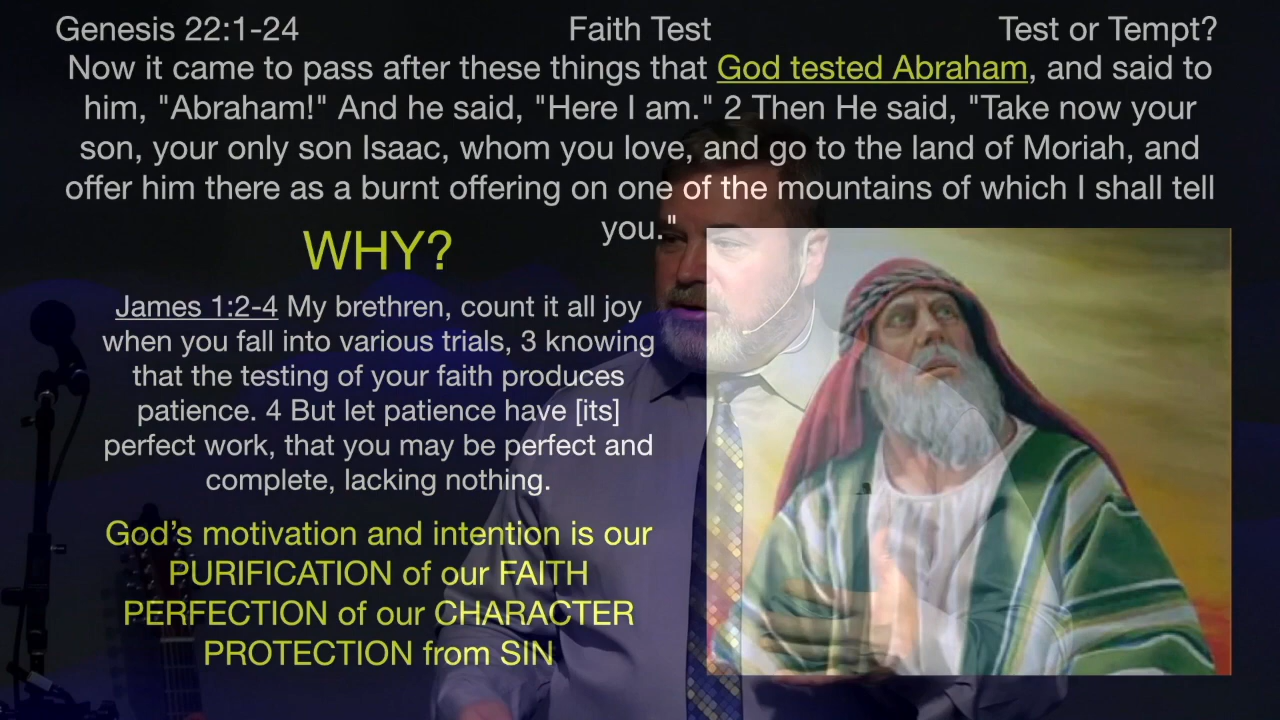 Genesis 22:1-24 Faith Test Test or Tempt?
Now it came to pass after these things that God tested Abraham, and said to
him, "Abraham!" And he said, "Here I am." 2 Then He said, "Take now your
son, your only son Isaac, whom you love, and go to the land of Moriah, and
offer him there as a burnt offering on one of the mountains of which I shall tell
you."
WHY?
James 1:2-4 My brethren, count it all joy
when you fall into various trials, 3 knowing
that the testing of your faith produces
patience. 4 But let patience have [its]
perfect work, that you may be perfect and
complete, lacking nothing.
God’s motivation and intention is our
PURIFICATION of our FAITH
PERFECTION of our CHARACTER
PROTECTION from SIN